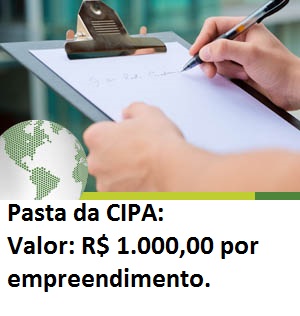 Pasta da CIPA:
Valor: R$ 1.000,00 por
empreendimento.